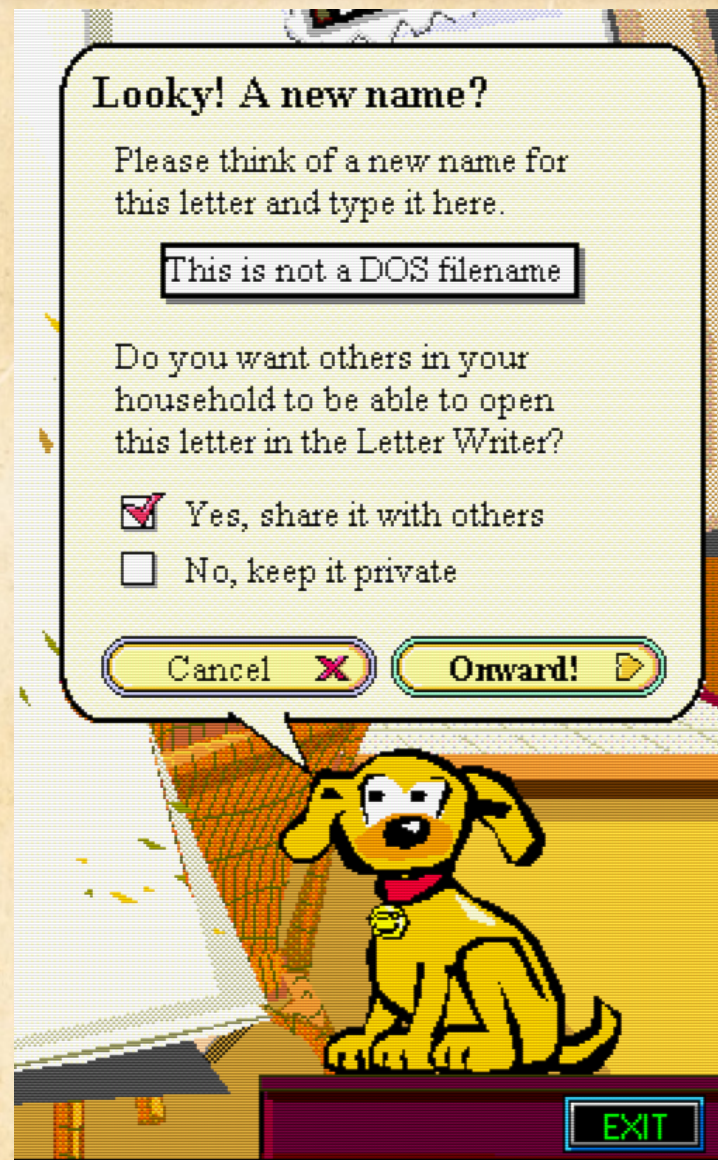 Looky! A new name?
Please think of a new name for
this letter and type it here.
This is not a DOS filename
Do you want others in your
household to be able to open
this letter in the Letter Writer?
Yes, share it with others
No, keep it private
Cancel
Onward!
EXIT